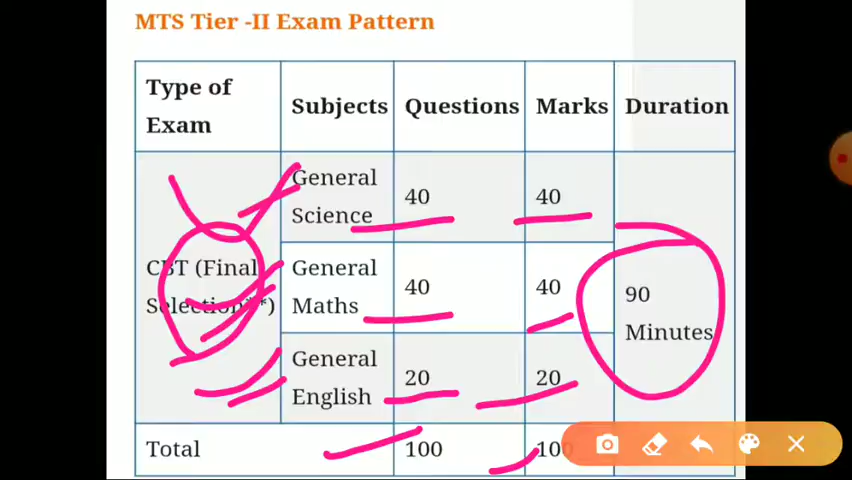 MTS Tier -II Exam Pattern
Type of Exam Subjects Questions Marks Duration
General Science 40 40
CBT (Final Selection**) General Maths 40 40 90 Minutes
General English 20 20
Total 100 100